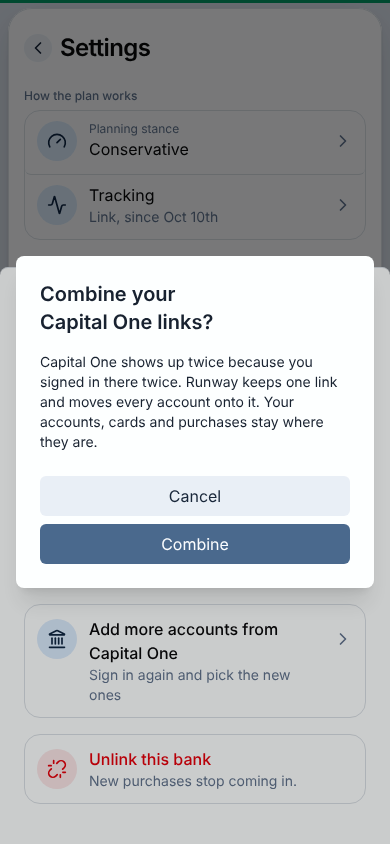 Settings
How the plan works
Planning stance
Conservative
Tracking
Link, since Oct 10th
Combine your
Capital One links?
Capital One shows up twice because you
signed in there twice. Runway keeps one link
and moves every account onto it. Your
accounts, cards and purchases stay where
they are.
Cancel
Combine
Add more accounts from
Capital One
Sign in again and pick the new
ones
Unlink this bank
New purchases stop coming in.